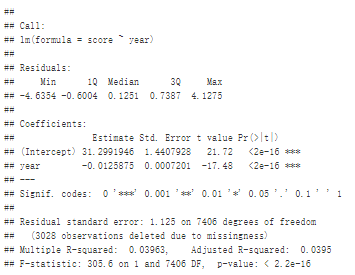 ##
## Call:
## lm(formula = score ~ year)
##
## Residuals:
##     Min      1Q  Median      3Q     Max
## -4.6354 -0.6004  0.1251  0.7387  4.1275
##
## Coefficients:
##               Estimate Std. Error t value Pr(>|t|)
## (Intercept) 31.2991946  1.4407928   21.72   <2e-16 ***
## year        -0.0125875  0.0007201  -17.48   <2e-16 ***
## ---
## Signif. codes:  0 '***' 0.001 '**' 0.01 '*' 0.05 '.' 0.1 ' ' 1
##
## Residual standard error: 1.125 on 7406 degrees of freedom
##   (3028 observations deleted due to missingness)
## Multiple R-squared:  0.03963,    Adjusted R-squared:  0.0395
## F-statistic: 305.6 on 1 and 7406 DF,  p-value: < 2.2e-16